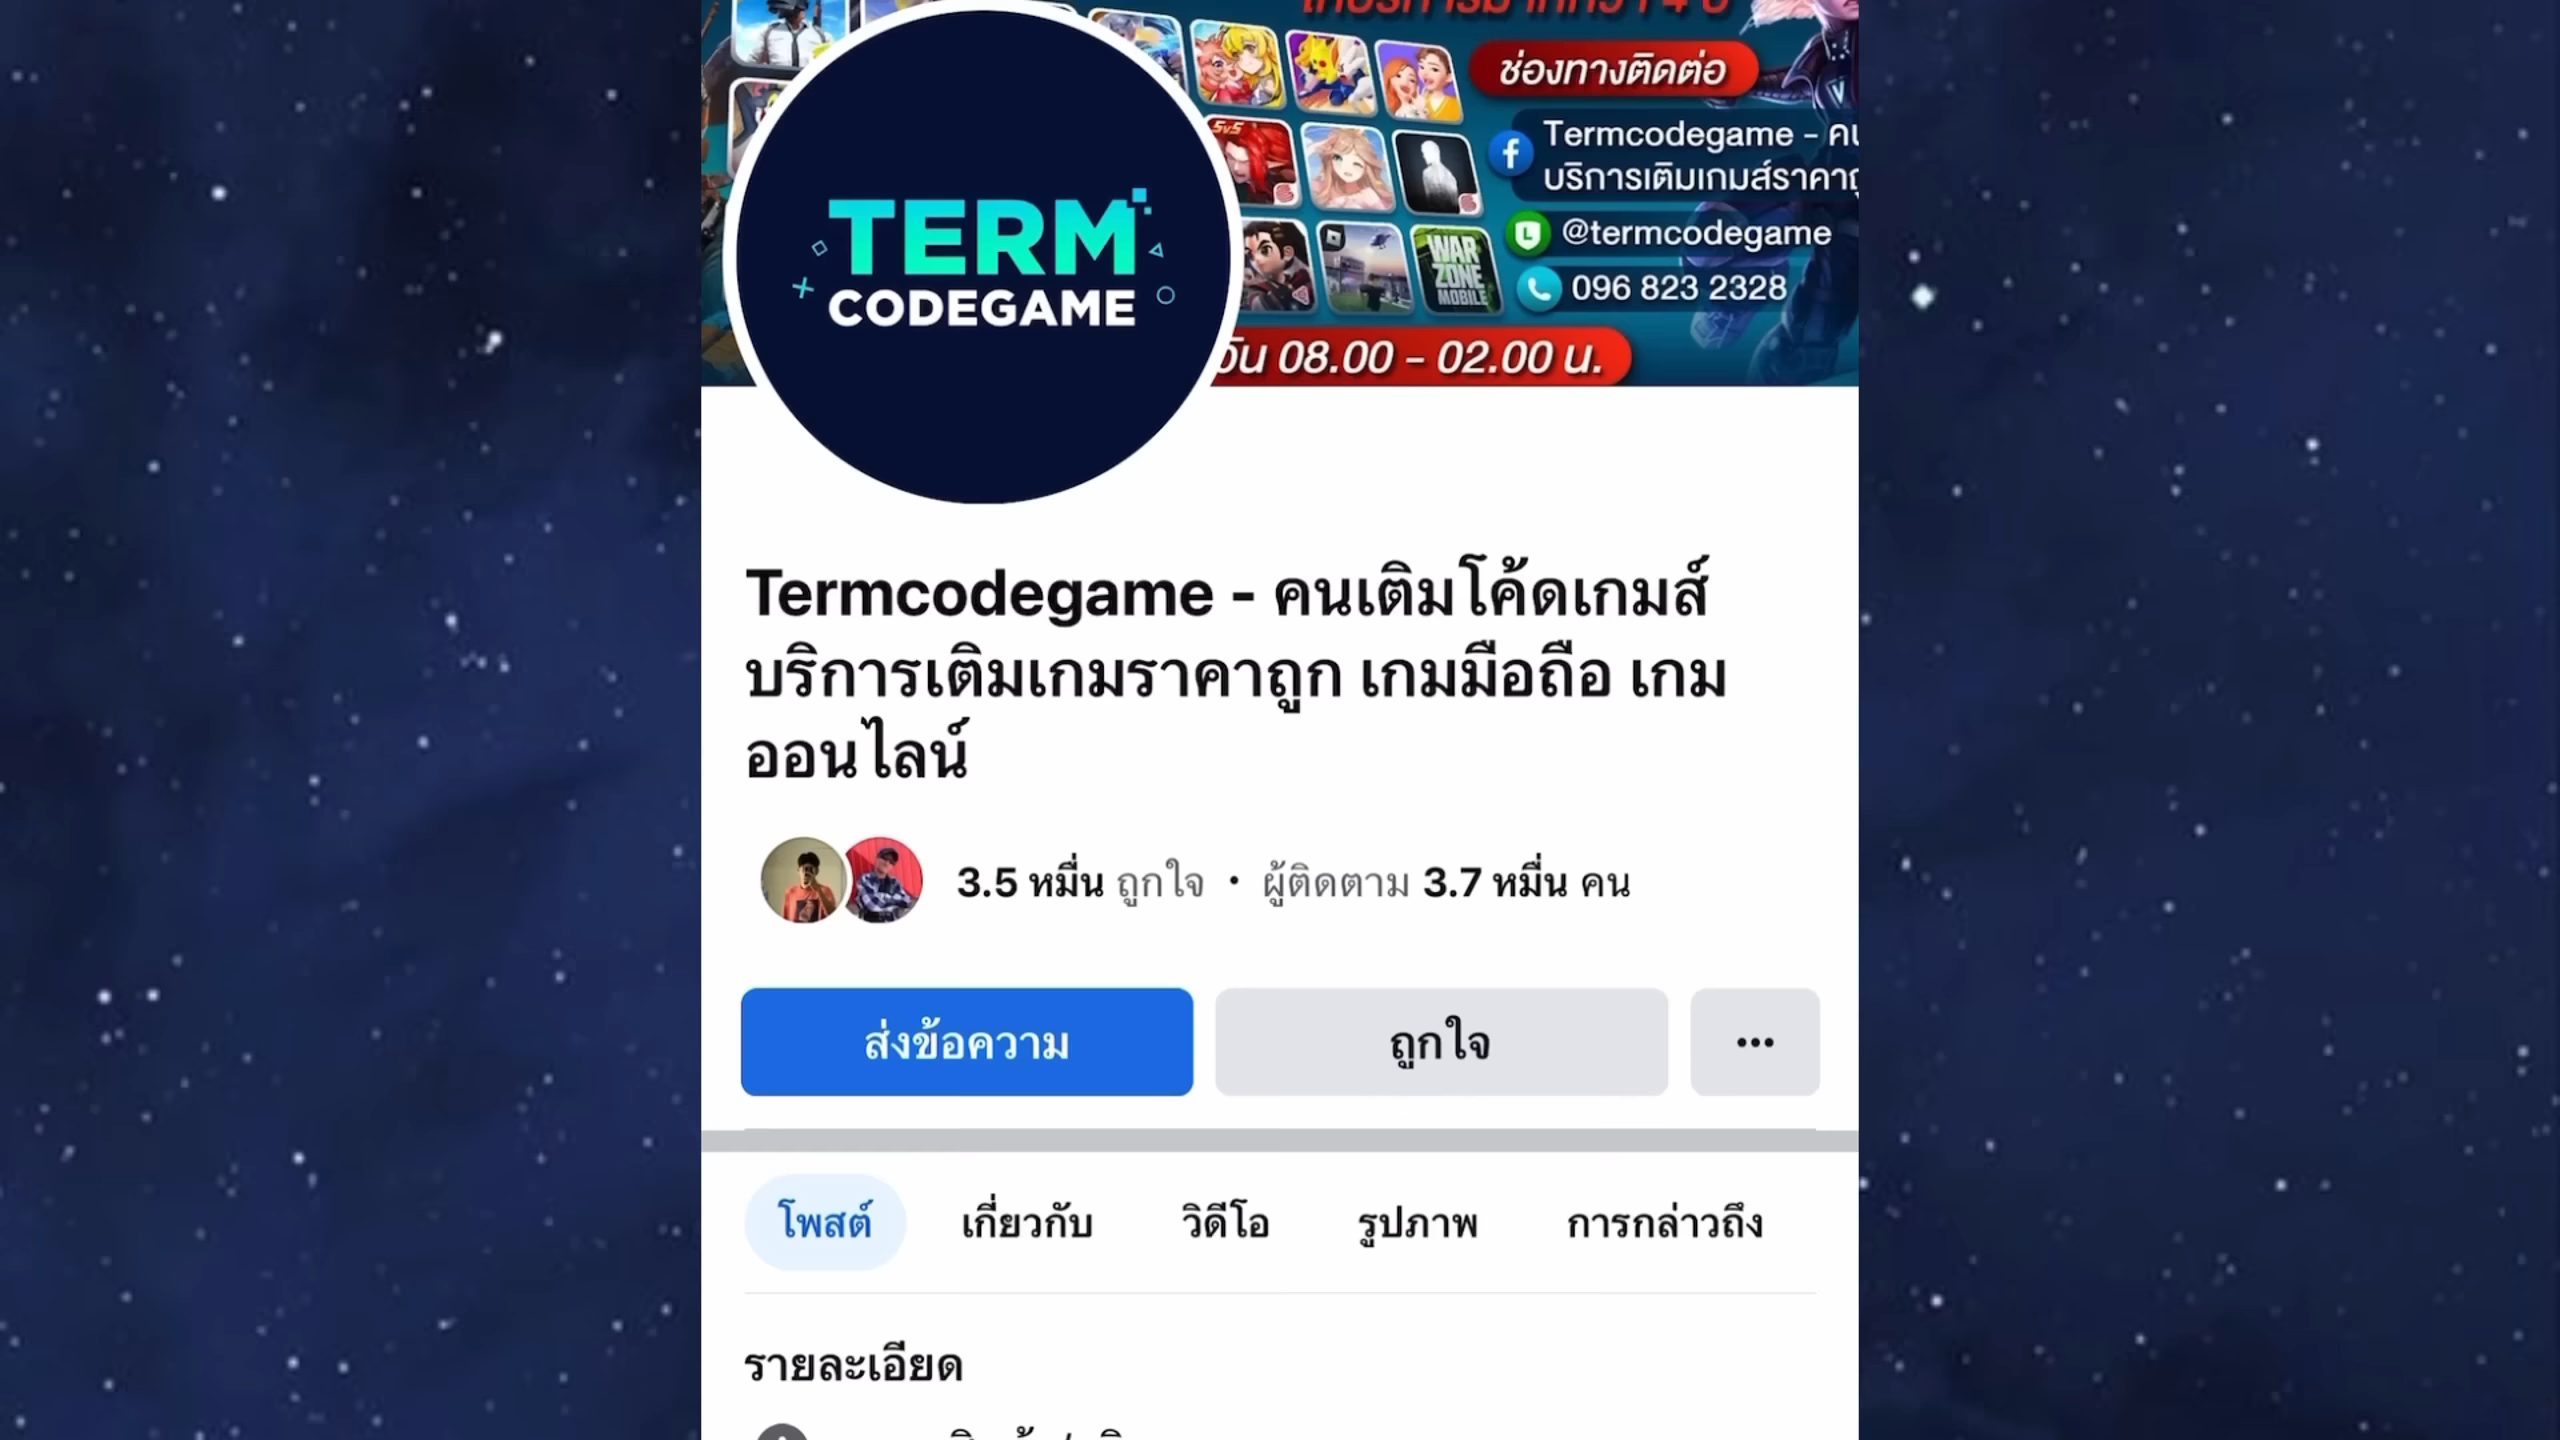 ช่องทางติดต่อ
Termcodegame -
บริการเติมเกมส์
@termcodegame
096 823 2328
08.00 - 02.00 น.
5v5
WAR
ZONE
MOBILE
TERM
CODEGAME
Termcodegame - คนเติมโค้ดเกมส์
บริการเติมเกมราคาถูก เกมมือถือ เกม
ออนไลน์
3.5 หมื่น ถูกใจ · ผู้ติดตาม 3.7 หมื่น คน
ส่งข้อความ
ถูกใจ
โพสต์ เกี่ยวกับ วิดีโอ รูปภาพ การกล่าวถึง
รายละเอียด